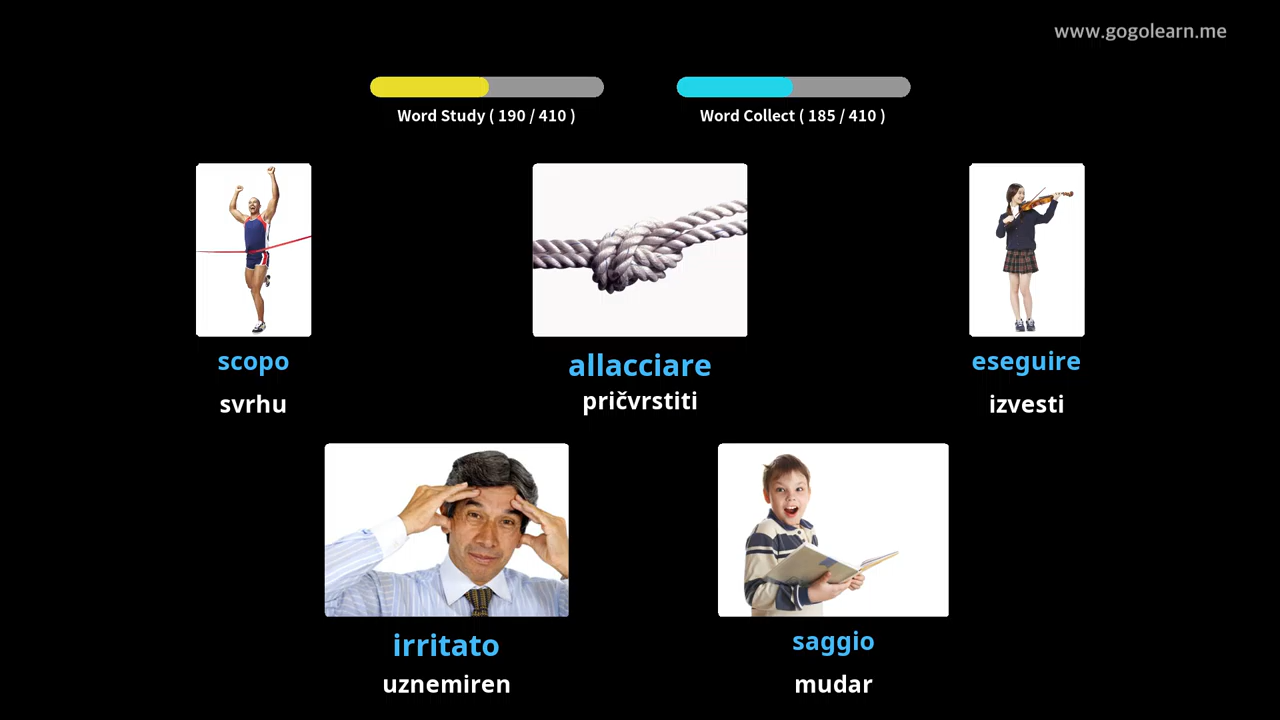 www.gogolearn.me
Word Study ( 190 / 410 )
Word Collect ( 185 / 410 )
scopo
allacciare
eseguire
svrhu
pričvrstiti
izvesti
irritato
saggio
uznemiren
mudar